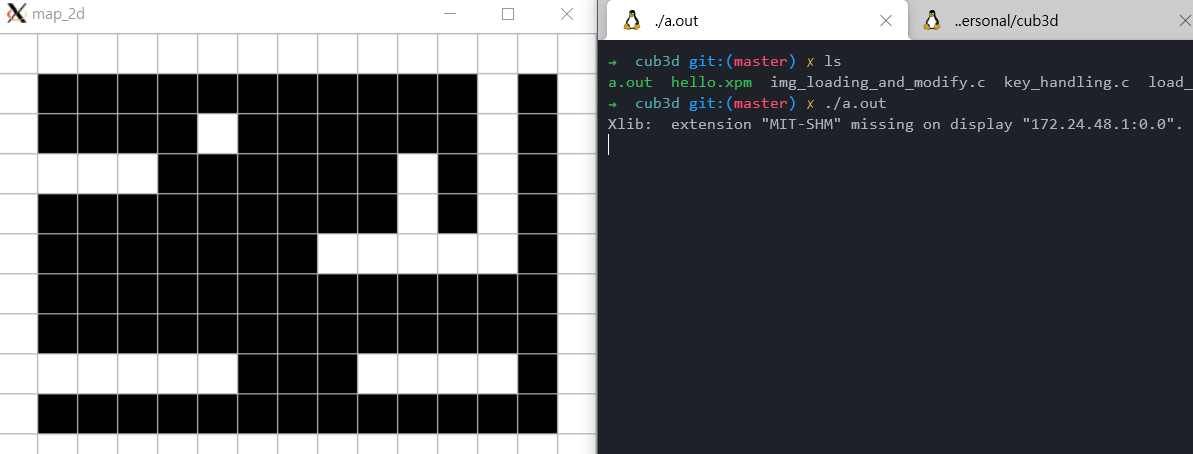 map_2d
./a.out
..ersonal/cub3d
→ cub3d git:(master) ✗ ls
a.out hello.xpm img_loading_and_modify.c key_handling.c load_
→ cub3d git:(master) ✗ ./a.out
Xlib: extension "MIT-SHM" missing on display "172.24.48.1:0.0".